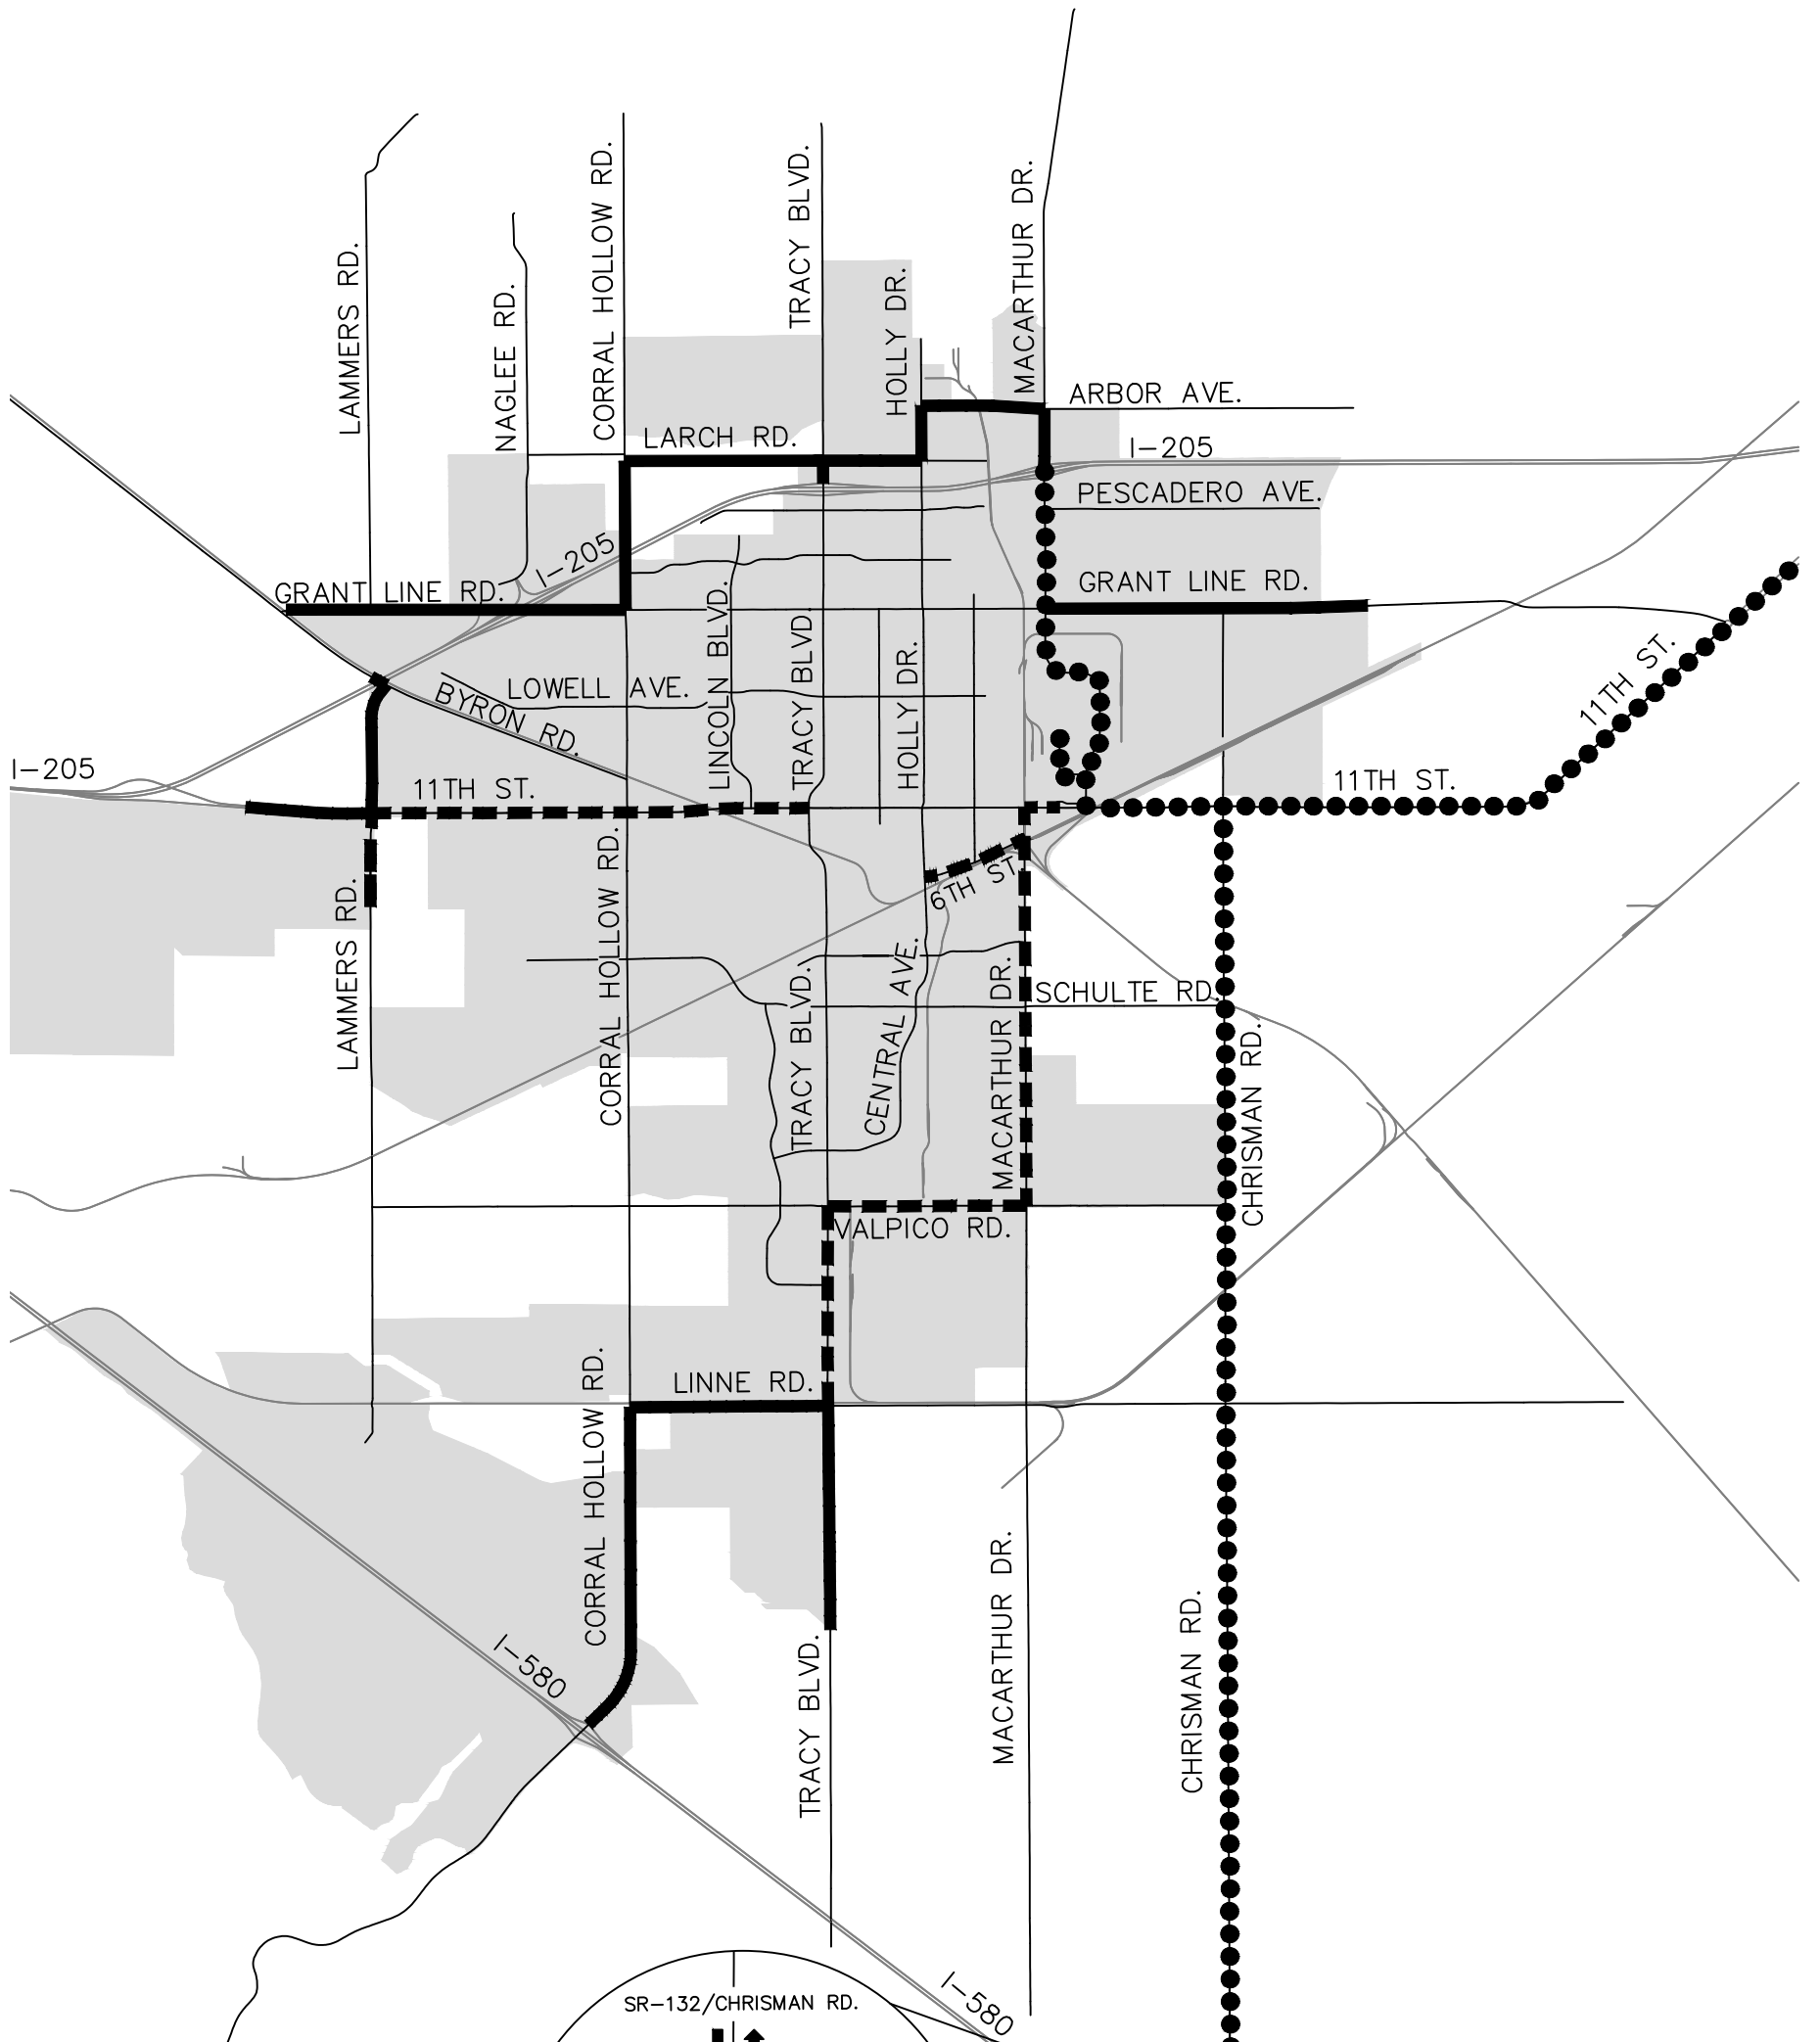 CORRAL HOLLOW RD.
TRACY BLVD.
MACARTHUR DR.
LAMMERS RD.
NAGLEE RD.
HOLLY DR.
ARBOR AVE.
LARCH RD.
I-205
PESCADERO AVE.
I-205
GRANT LINE RD.
GRANT LINE RD.
LINCOLN BLVD.
TRACY BLVD.
HOLLY DR.
LOWELL AVE.
BYRON RD.
11TH ST.
I-205
11TH ST.
11TH ST.
6TH ST.
LAMMERS RD.
CORRAL HOLLOW RD.
TRACY BLVD.
CENTRAL AVE.
MACARTHUR DR.
SCHULTE RD.
CHRISMAN RD.
VALPICO RD.
LINNE RD.
CORRAL HOLLOW RD.
MACARTHUR DR.
CHRISMAN RD.
I-580
TRACY BLVD.
I-580
SR-132/CHRISMAN RD.